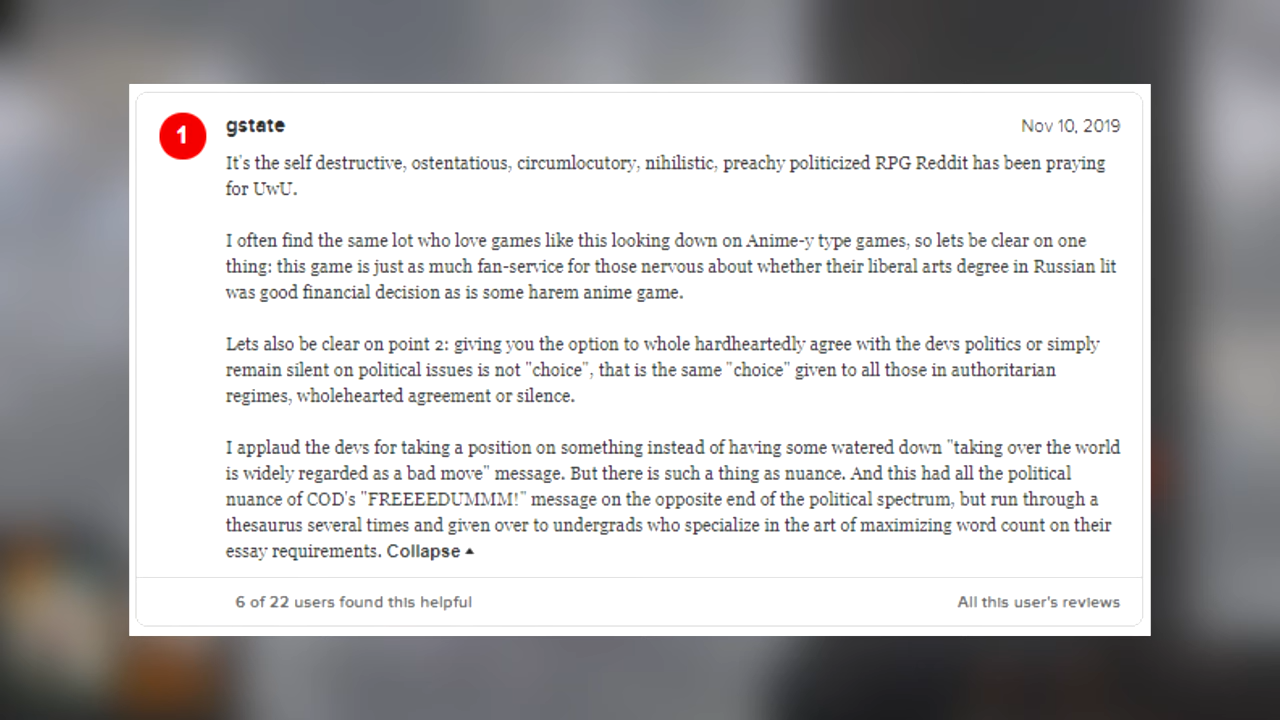 1
gstate
Nov 10, 2019
It's the self destructive, ostentatious, circumlocutory, nihilistic, preachy politicized RPG Reddit has been praying
for UwU.
I often find the same lot who love games like this looking down on Anime-y type games, so lets be clear on one
thing: this game is just as much fan-service for those nervous about whether their liberal arts degree in Russian lit
was good financial decision as is some harem anime game.
Lets also be clear on point 2: giving you the option to whole hardheartedly agree with the devs politics or simply
remain silent on political issues is not "choice", that is the same "choice" given to all those in authoritarian
regimes, wholehearted agreement or silence.
I applaud the devs for taking a position on something instead of having some watered down "taking over the world
is widely regarded as a bad move" message. But there is such a thing as nuance. And this had all the political
nuance of COD's "FREEEEDUMMM!" message on the opposite end of the political spectrum, but run through a
thesaurus several times and given over to undergrads who specialize in the art of maximizing word count on their
essay requirements. Collapse ▲
6 of 22 users found this helpful
All this user's reviews